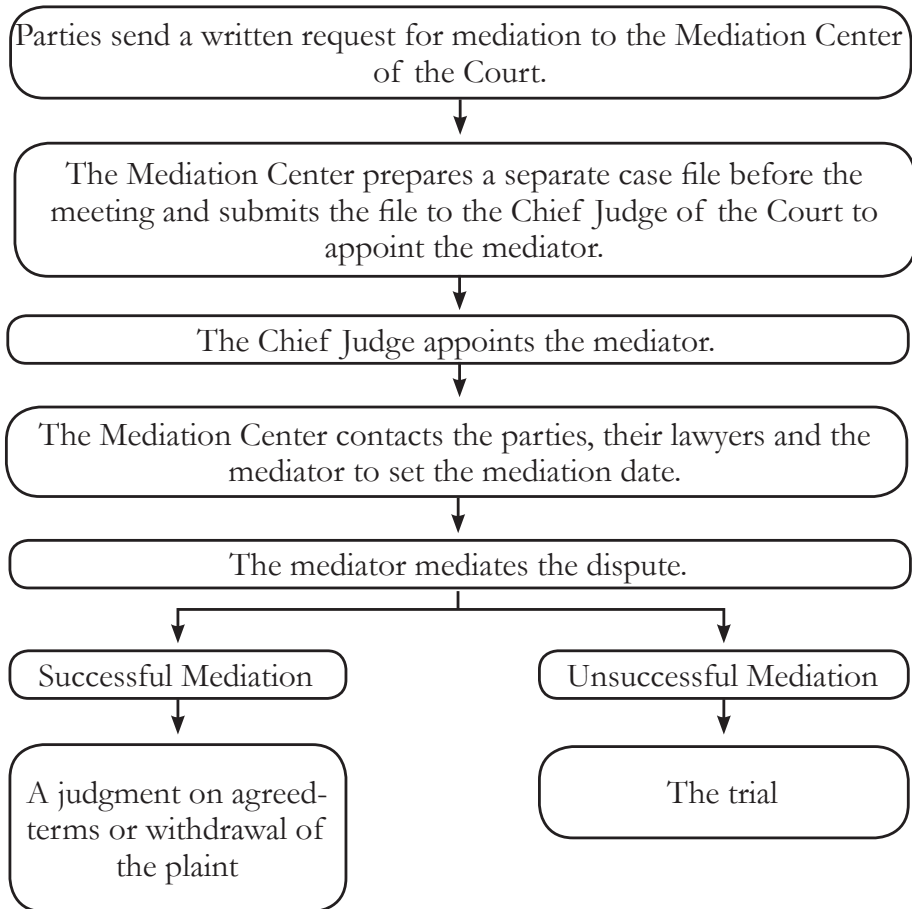 Parties send a written request for mediation to the Mediation Center
of the Court.
The Mediation Center prepares a separate case file before the
meeting and submits the file to the Chief Judge of the Court to
appoint the mediator.
The Chief Judge appoints the mediator.
The Mediation Center contacts the parties, their lawyers and the
mediator to set the mediation date.
The mediator mediates the dispute.
Successful Mediation
Unsuccessful Mediation
A judgment on agreed-
terms or withdrawal of
the plaint
The trial